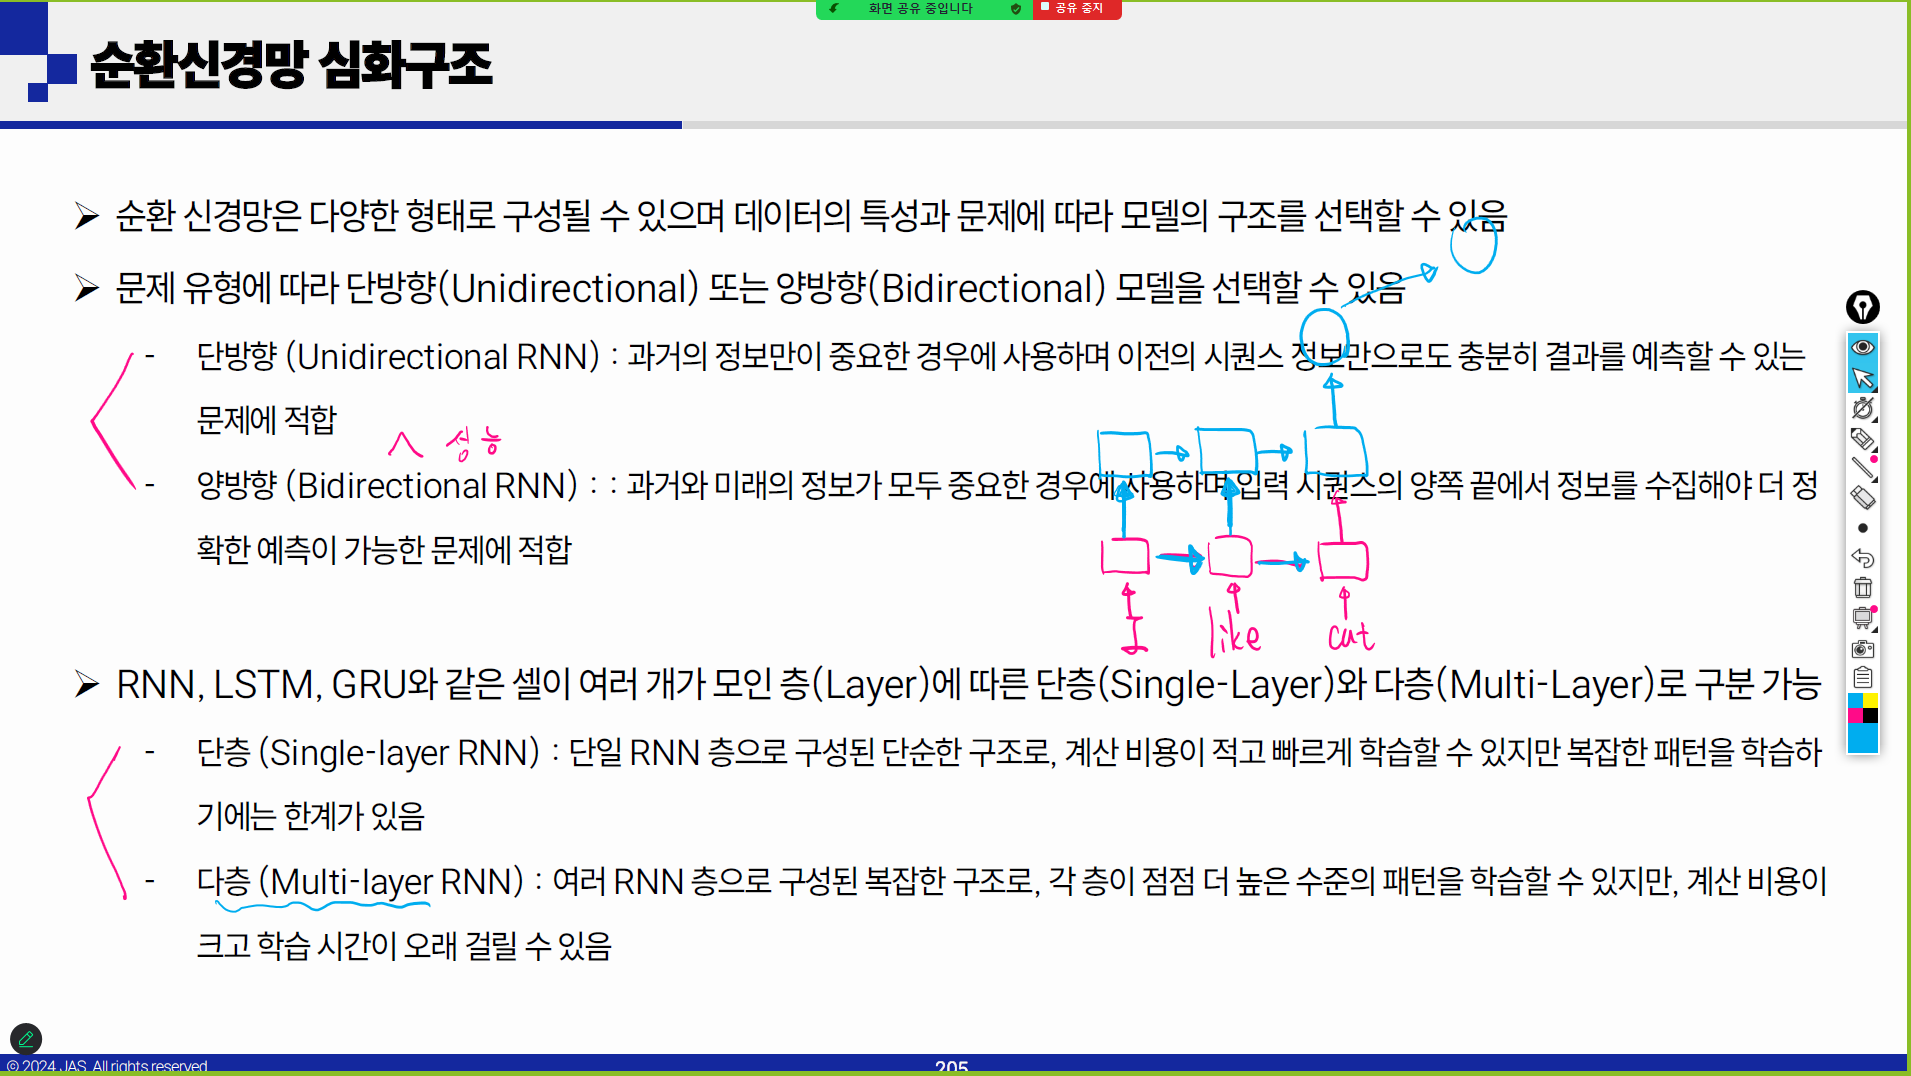 화면 공유 중입니다
공유 중지
순환신경망 심화구조
➢ 순환 신경망은 다양한 형태로 구성될 수 있으며 데이터의 특성과 문제에 따라 모델의 구조를 선택할 수 있음
➢ 문제 유형에 따라 단방향(Unidirectional) 또는 양방향(Bidirectional) 모델을 선택할 수 있음
- 단방향 (Unidirectional RNN) : 과거의 정보만이 중요한 경우에 사용하며 이전의 시퀀스 정보만으로도 충분히 결과를 예측할 수 있는
문제에 적합
성능
- 양방향 (Bidirectional RNN) : : 과거와 미래의 정보가 모두 중요한 경우에 사용하며 입력 시퀀스의 양쪽 끝에서 정보를 수집해야 더 정
확한 예측이 가능한 문제에 적합
I like cat
➢ RNN, LSTM, GRU와 같은 셀이 여러 개가 모인 층(Layer)에 따른 단층(Single-Layer)와 다층(Multi-Layer)로 구분 가능
- 단층 (Single-layer RNN) : 단일 RNN 층으로 구성된 단순한 구조로, 계산 비용이 적고 빠르게 학습할 수 있지만 복잡한 패턴을 학습하
기에는 한계가 있음
- 다층 (Multi-layer RNN) : 여러 RNN 층으로 구성된 복잡한 구조로, 각 층이 점점 더 높은 수준의 패턴을 학습할 수 있지만, 계산 비용이
크고 학습 시간이 오래 걸릴 수 있음
© 2024 JAS. All rights reserved
205